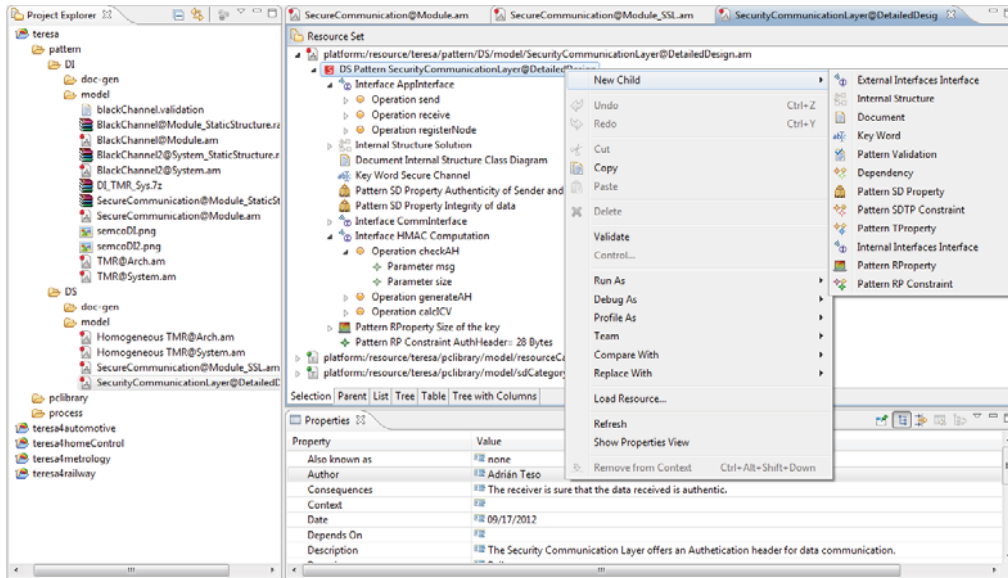 Project Explorer
teresa
pattern
DI
doc-gen
model
blackChannel.validation
BlackChannel@Module_StaticStructure.ra
BlackChannel@Module.am
BlackChannel2@System_StaticStructure.r
BlackChannel2@System.am
DI_TMR_Sys.7z
SecureCommunication@Module_StaticSt
SecureCommunication@Module.am
semcoDI.png
semcoDI2.png
TMR@Arch.am
TMR@System.am
DS
doc-gen
model
Homogeneous TMR@Arch.am
Homogeneous TMR@System.am
SecureCommunication@Module_SSL.am
SecurityCommunicationLayer@DetailedD
pclibrary
process
teresa4automotive
teresa4homeControl
teresa4metrology
teresa4railway
SecureCommunication@Module.am
SecureCommunication@Module_SSL.am
SecurityCommunicationLayer@DetailedDesig
Resource Set
platform:/resource/teresa/pattern/DS/model/SecurityCommunicationLayer@DetailedDesign.am
DS Pattern SecurityCommunicationLayer@DetailedDesign
Interface AppInterface
Operation send
Operation receive
Operation registerNode
Internal Structure Solution
Document Internal Structure Class Diagram
Key Word Secure Channel
Pattern SD Property Authenticity of Sender and
Pattern SD Property Integrity of data
Interface CommInterface
Interface HMAC Computation
Operation checkAH
Parameter msg
Parameter size
Operation generateAH
Operation calcICV
Pattern RProperty Size of the key
Pattern RP Constraint AuthHeader= 28 Bytes
platform:/resource/teresa/pclibrary/model/resourceCa
platform:/resource/teresa/pclibrary/model/sdCategory
Selection Parent List Tree Table Tree with Columns
New Child
Undo Ctrl+Z
Redo Ctrl+Y
Cut
Copy
Paste
Delete
Validate
Control...
Run As
Debug As
Profile As
Team
Compare With
Replace With
Load Resource...
Refresh
Show Properties View
Remove from Context Ctrl+Alt+Shift+Down
External Interfaces Interface
Internal Structure
Document
Key Word
Pattern Validation
Dependency
Pattern SD Property
Pattern SDTP Constraint
Pattern TProperty
Internal Interfaces Interface
Pattern RProperty
Pattern RP Constraint
Properties
Property Value
Also known as none
Author Adrián Teso
Consequences The receiver is sure that the data received is authentic.
Context
Date 09/17/2012
Depends On
Description The Security Communication Layer offers an Authetication header for data communication.